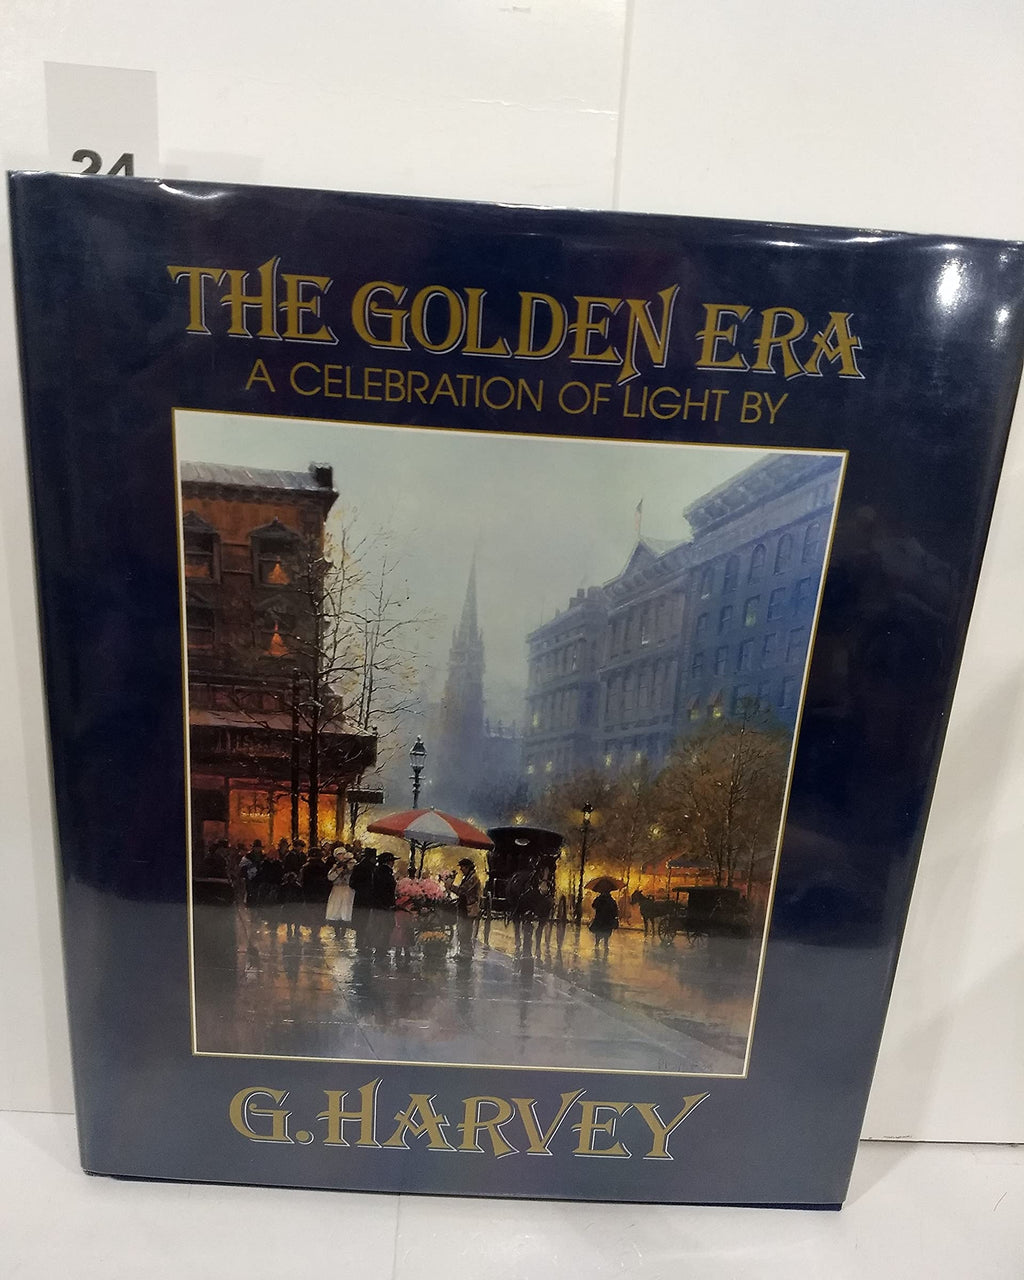 24
THE GOLDEN ERA
A CELEBRATION OF LIGHT BY
G. HARVEY